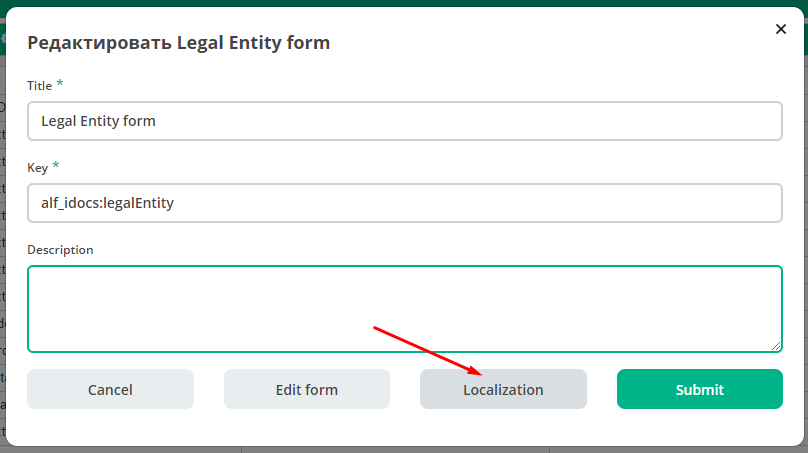 Редактировать Legal Entity form
Title *
Legal Entity form
Key *
alf_idocs:legalEntity
Description
Cancel
Edit form
Localization
Submit